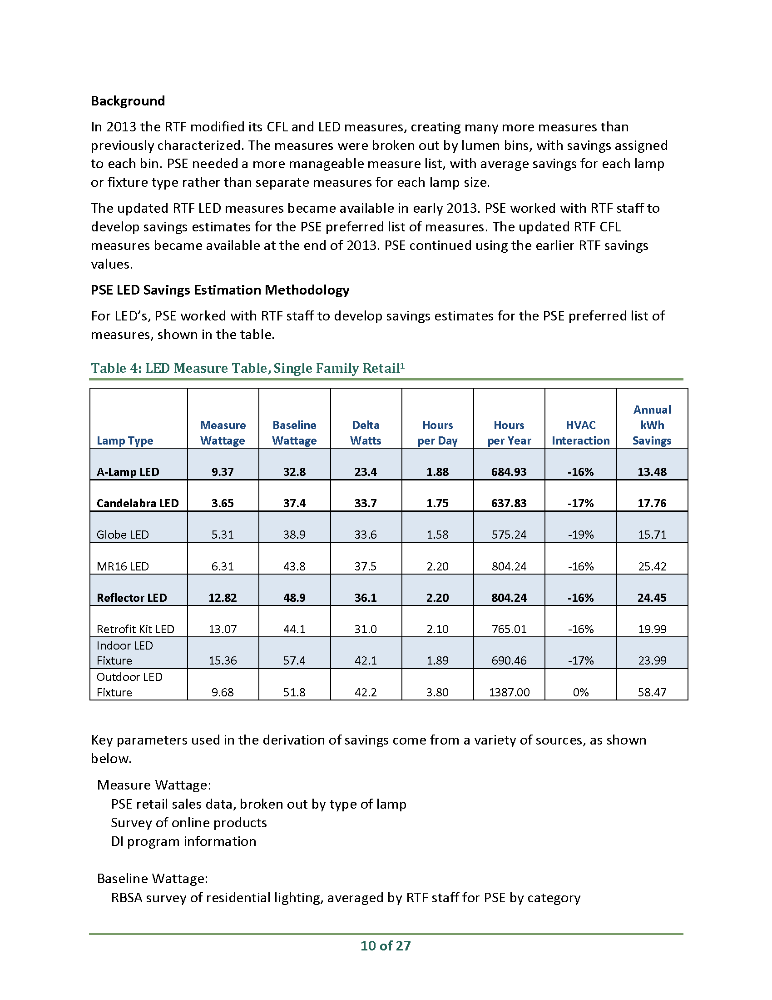 Background
In 2013 the RTF modified its CFL and LED measures, creating many more measures than
previously characterized. The measures were broken out by lumen bins, with savings assigned
to each bin. PSE needed a more manageable measure list, with average savings for each lamp
or fixture type rather than separate measures for each lamp size.
The updated RTF LED measures became available in early 2013. PSE worked with RTF staff to
develop savings estimates for the PSE preferred list of measures. The updated RTF CFL
measures became available at the end of 2013. PSE continued using the earlier RTF savings
values.
PSE LED Savings Estimation Methodology
For LED’s, PSE worked with RTF staff to develop savings estimates for the PSE preferred list of
measures, shown in the table.
Table 4: LED Measure Table, Single Family Retail¹
Lamp Type Measure Wattage Baseline Wattage Delta Watts Hours per Day Hours per Year HVAC Interaction Annual kWh Savings
A-Lamp LED 9.37 32.8 23.4 1.88 684.93 -16% 13.48
Candelabra LED 3.65 37.4 33.7 1.75 637.83 -17% 17.76
Globe LED 5.31 38.9 33.6 1.58 575.24 -19% 15.71
MR16 LED 6.31 43.8 37.5 2.20 804.24 -16% 25.42
Reflector LED 12.82 48.9 36.1 2.20 804.24 -16% 24.45
Retrofit Kit LED 13.07 44.1 31.0 2.10 765.01 -16% 19.99
Indoor LED Fixture 15.36 57.4 42.1 1.89 690.46 -17% 23.99
Outdoor LED Fixture 9.68 51.8 42.2 3.80 1387.00 0% 58.47
Key parameters used in the derivation of savings come from a variety of sources, as shown
below.
Measure Wattage:
PSE retail sales data, broken out by type of lamp
Survey of online products
DI program information
Baseline Wattage:
RBSA survey of residential lighting, averaged by RTF staff for PSE by category
10 of 27